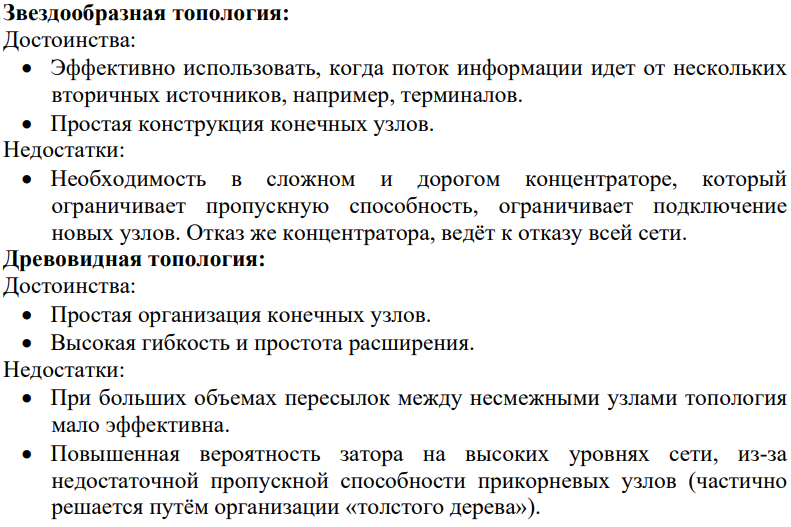 Звездообразная топология:
Достоинства:
• Эффективно использовать, когда поток информации идет от нескольких
вторичных источников, например, терминалов.
• Простая конструкция конечных узлов.
Недостатки:
• Необходимость в сложном и дорогом концентраторе, который
ограничивает пропускную способность, ограничивает подключение
новых узлов. Отказ же концентратора, ведёт к отказу всей сети.
Древовидная топология:
Достоинства:
• Простая организация конечных узлов.
• Высокая гибкость и простота расширения.
Недостатки:
• При больших объемах пересылок между несмежными узлами топология
мало эффективна.
• Повышенная вероятность затора на высоких уровнях сети, из-за
недостаточной пропускной способности прикорневых узлов (частично
решается путём организации «толстого дерева»).